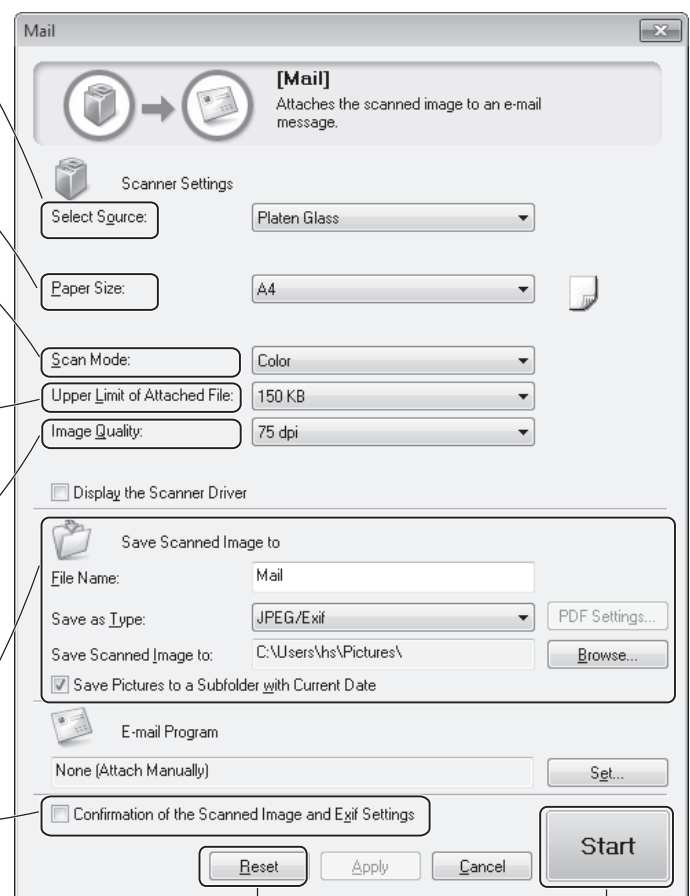 Mail
[Mail]
Attaches the scanned image to an e-mail
message.
Scanner Settings
Select Source: Platen Glass
Paper Size: A4
Scan Mode: Color
Upper Limit of Attached File: 150 KB
Image Quality: 75 dpi
Display the Scanner Driver
Save Scanned Image to
File Name: Mail
Save as Type: JPEG/Exif PDF Settings...
Save Scanned Image to: C:\Users\hs\Pictures\ Browse...
Save Pictures to a Subfolder with Current Date
E-mail Program
None (Attach Manually) Set...
Confirmation of the Scanned Image and Exif Settings
Start
Reset Apply Cancel